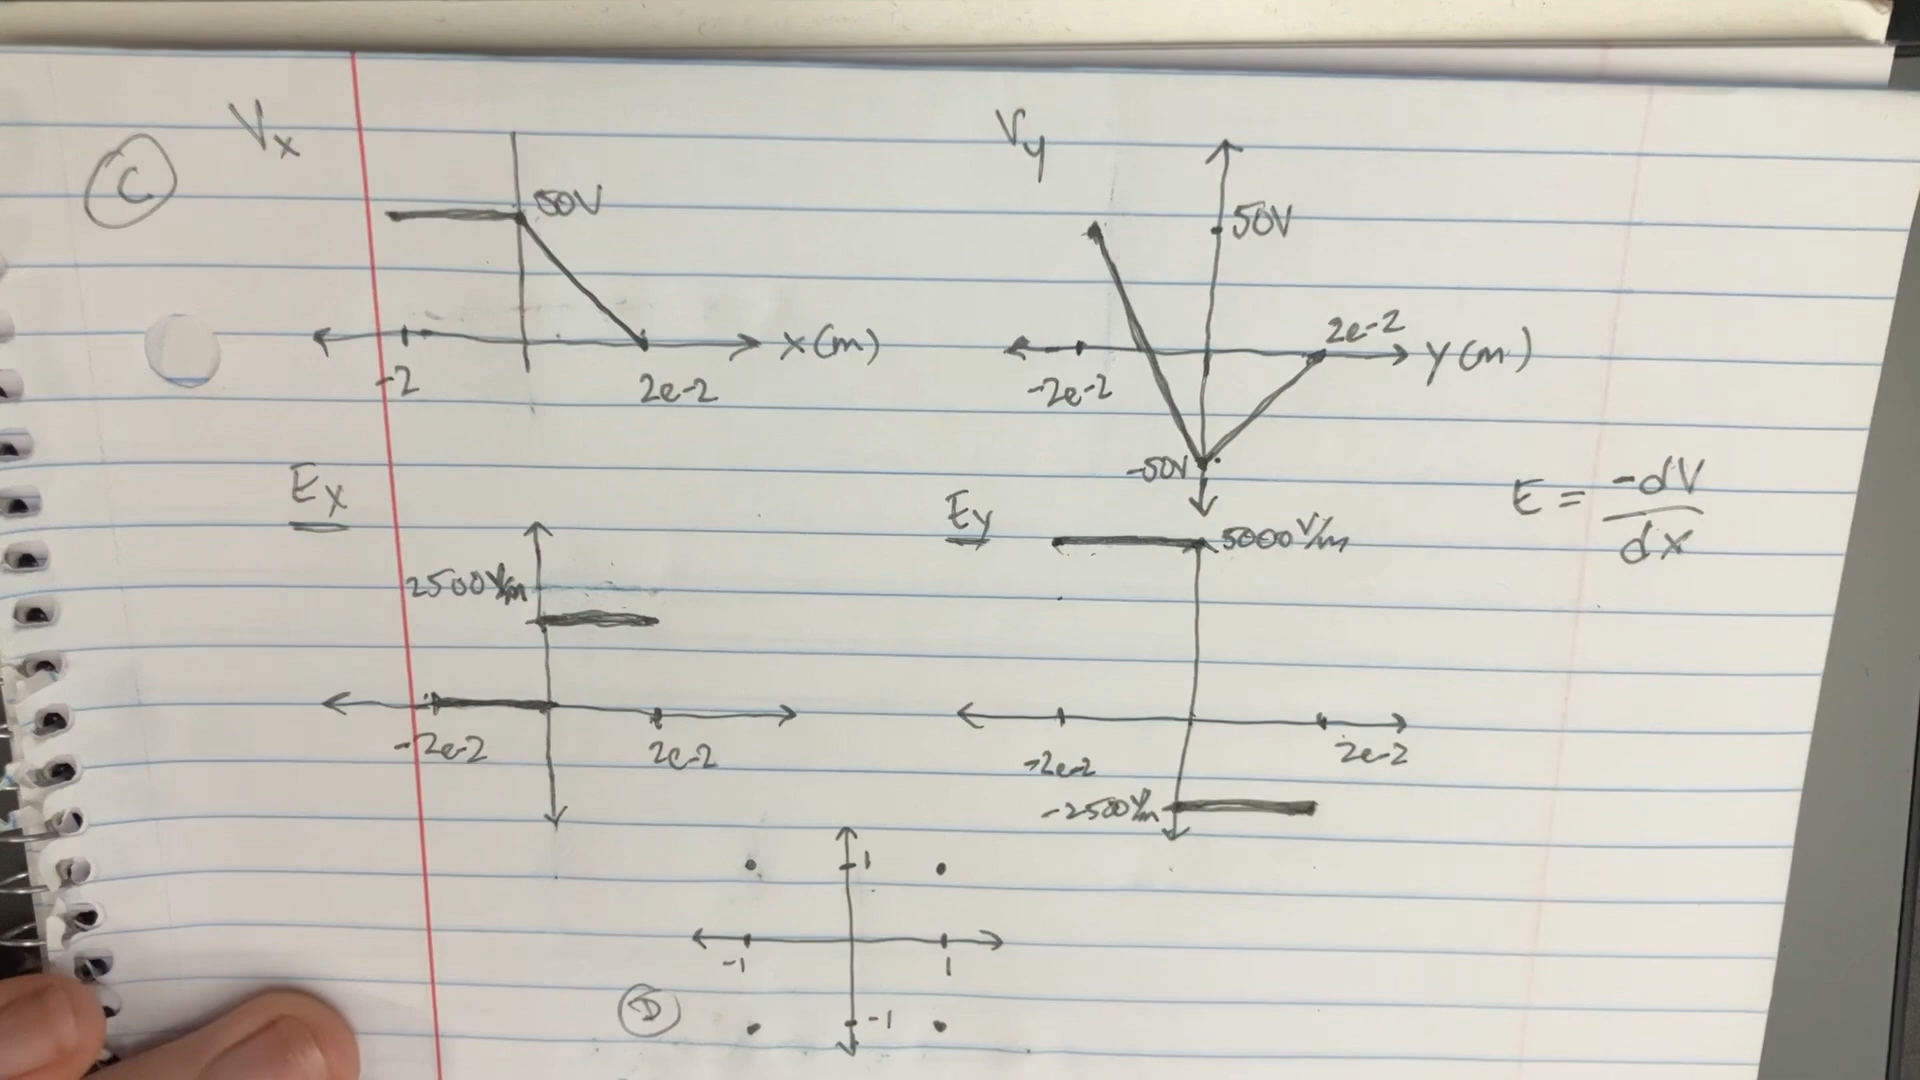 C
Vx
50V
-2
2e-2
x(m)
Vy
50V
2e-2
-2e-2
-50V
y(m)
Ex
2500 V/m
-2e-2
2e-2
Ey
5000 V/m
-2e-2
2e-2
-2500 V/m
E = -dV/dx
D
1
-1
1
-1